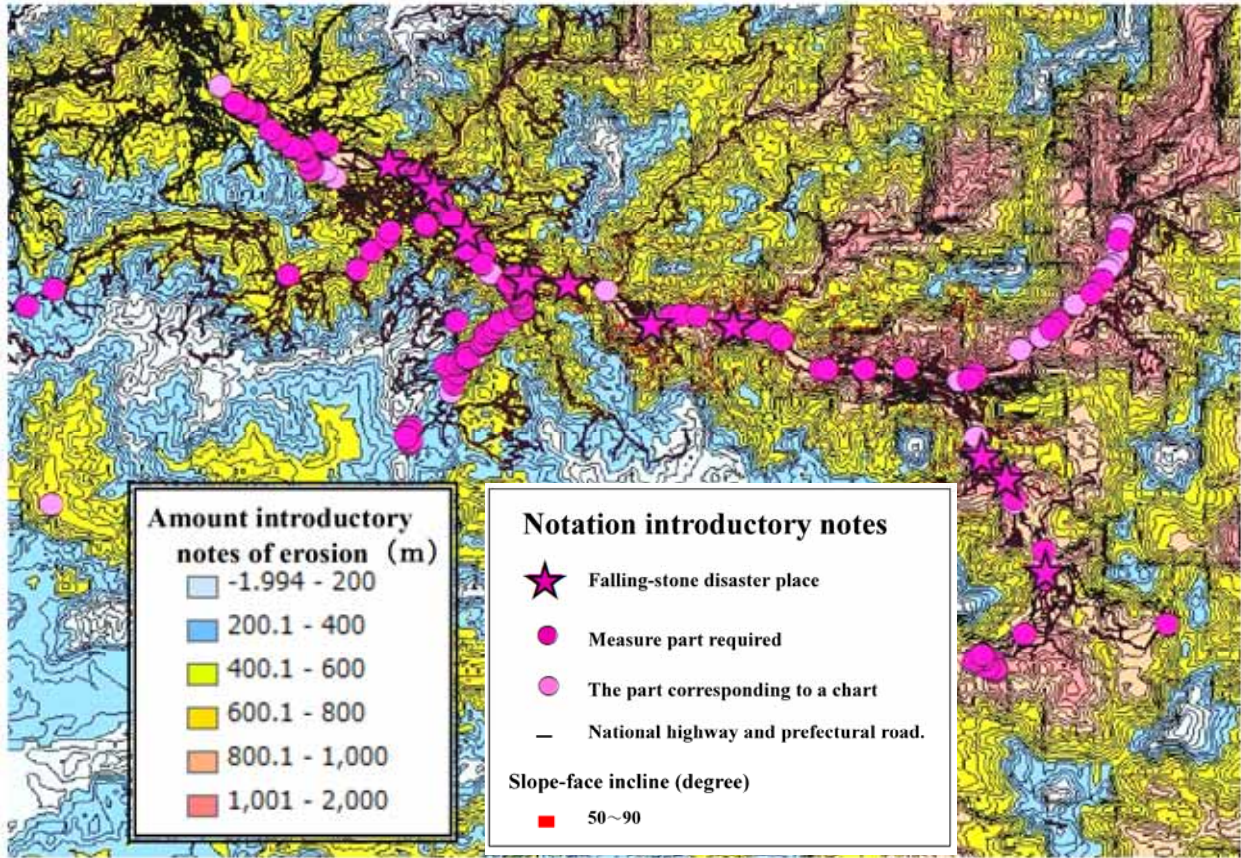 Amount introductory
notes of erosion (m)
-1.994 - 200
200.1 - 400
400.1 - 600
600.1 - 800
800.1 - 1,000
1,001 - 2,000
Notation introductory notes
Falling-stone disaster place
Measure part required
The part corresponding to a chart
National highway and prefectural road.
Slope-face incline (degree)
50～90